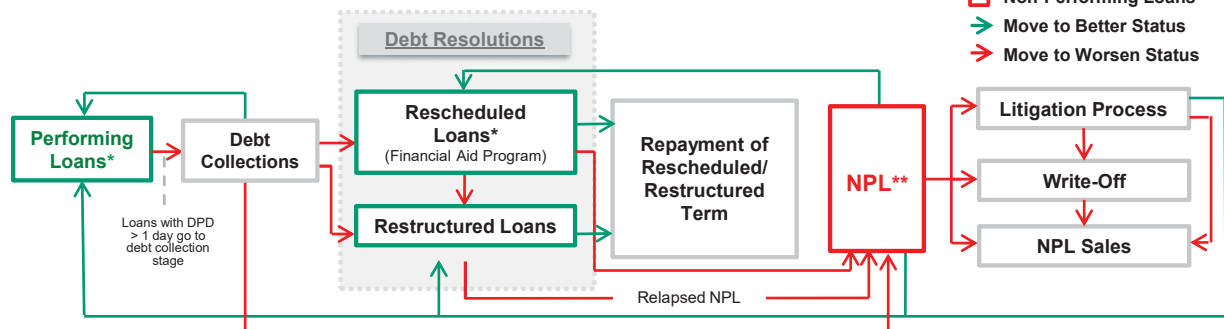 Non-Performing Loans
Move to Better Status
Move to Worsen Status
Debt Resolutions
Performing
Loans*
Debt
Collections
Rescheduled
Loans*
(Financial Aid Program)
Restructured Loans
Repayment of
Rescheduled/
Restructured
Term
NPL**
Litigation Process
Write-Off
NPL Sales
Loans with DPD
> 1 day go to
debt collection
stage
Relapsed NPL